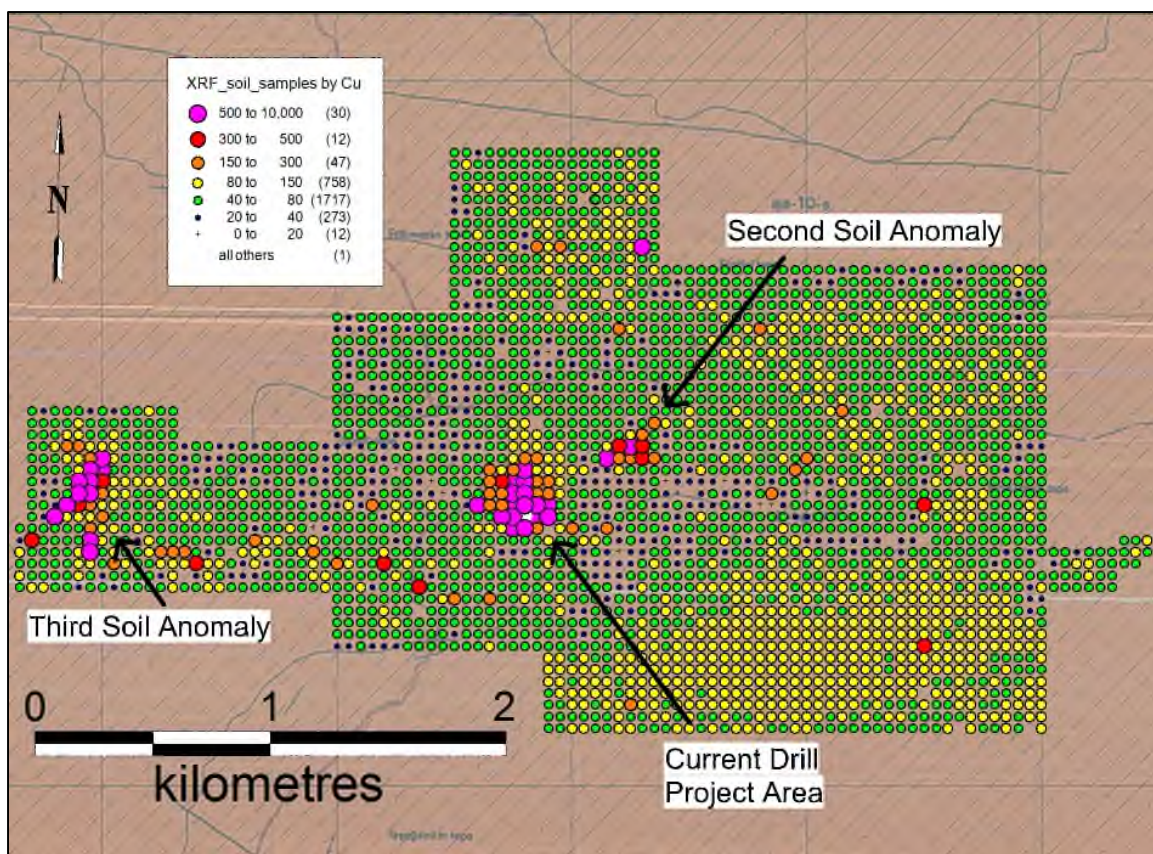 XRF_soil_samples by Cu
500 to 10,000 (30)
300 to 500 (12)
150 to 300 (47)
80 to 150 (758)
40 to 80 (1717)
20 to 40 (273)
0 to 20 (12)
all others (1)
N
Second Soil Anomaly
Third Soil Anomaly
0 1 2
kilometres
Current Drill
Project Area